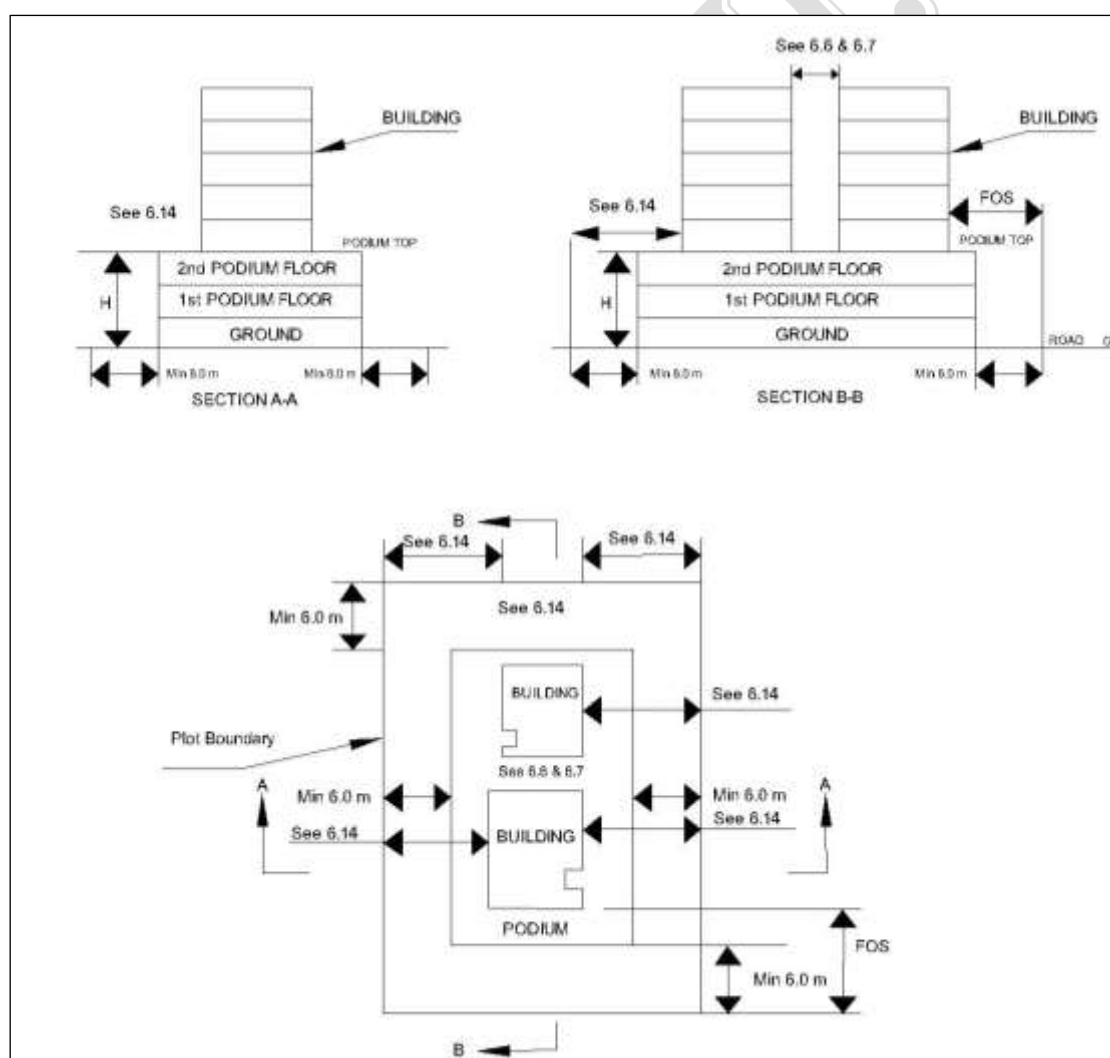 See 6.6 & 6.7
BUILDING
BUILDING
See 6.14
See 6.14
FOS
PODIUM TOP
PODIUM TOP
2nd PODIUM FLOOR
2nd PODIUM FLOOR
H
1st PODIUM FLOOR
H
1st PODIUM FLOOR
GROUND
GROUND
ROAD
Min 6.0 m
Min 6.0 m
Min 6.0 m
Min 6.0 m
SECTION A-A
SECTION B-B
B
See 6.14
See 6.14
Min 6.0 m
See 6.14
BUILDING
See 6.14
Plot Boundary
See 6.6 & 6.7
A
A
Min 6.0 m
Min 6.0 m
See 6.14
See 6.14
BUILDING
PODIUM
FOS
Min 6.0 m
B